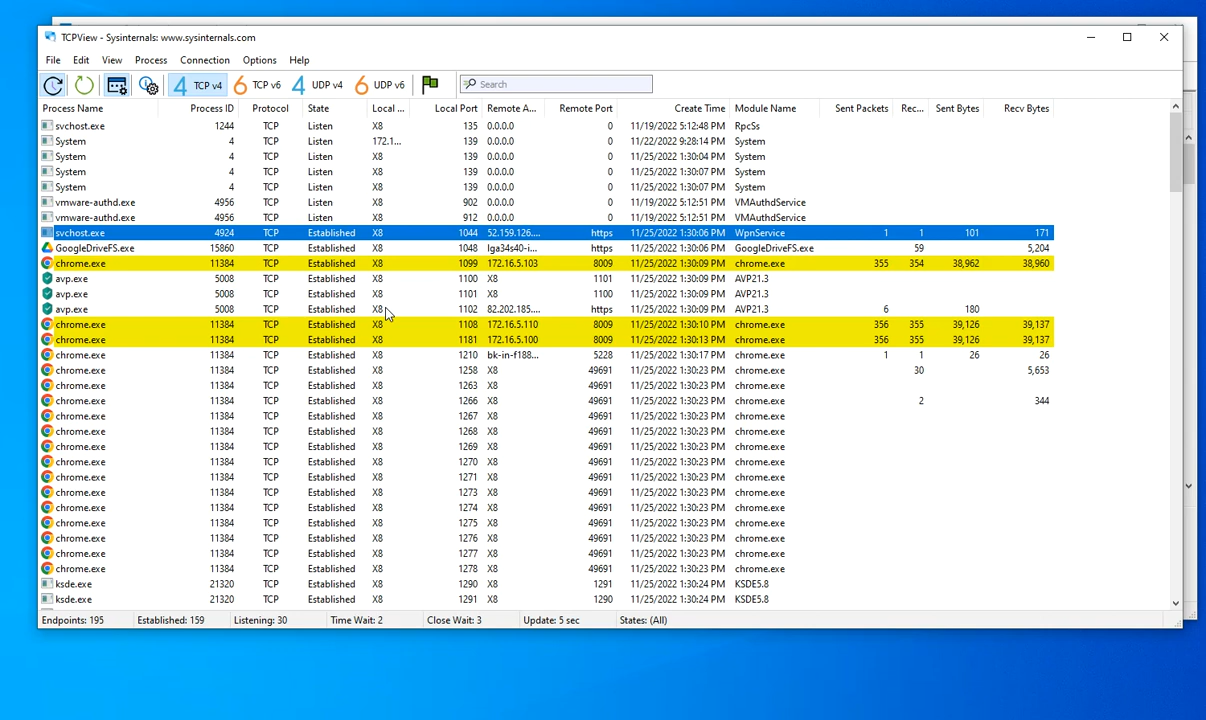 TCPView - Sysinternals: www.sysinternals.com
File Edit View Process Connection Options Help
4 TCP v4 6 TCP v6 4 UDP v4 6 UDP v6 Search
Process Name Process ID Protocol State Local ... Local Port Remote A... Remote Port Create Time Module Name Sent Packets Rec... Sent Bytes Recv Bytes
svchost.exe 1244 TCP Listen X8 135 0.0.0.0 0 11/19/2022 5:12:48 PM RpcSs
System 4 TCP Listen 172.1... 139 0.0.0.0 0 11/22/2022 9:28:14 PM System
System 4 TCP Listen X8 139 0.0.0.0 0 11/25/2022 1:30:04 PM System
System 4 TCP Listen X8 139 0.0.0.0 0 11/25/2022 1:30:07 PM System
System 4 TCP Listen X8 139 0.0.0.0 0 11/25/2022 1:30:07 PM System
vmware-authd.exe 4956 TCP Listen X8 902 0.0.0.0 0 11/19/2022 5:12:51 PM VMAuthdService
vmware-authd.exe 4956 TCP Listen X8 912 0.0.0.0 0 11/19/2022 5:12:51 PM VMAuthdService
svchost.exe 4924 TCP Established X8 1044 52.159.126.... https 11/25/2022 1:30:06 PM WpnService 1 1 101 171
GoogleDriveFS.exe 15860 TCP Established X8 1048 lga34s40-i... https 11/25/2022 1:30:06 PM GoogleDriveFS.exe 59 5,204
chrome.exe 11384 TCP Established X8 1099 172.16.5.103 8009 11/25/2022 1:30:09 PM chrome.exe 355 354 38,962 38,960
avp.exe 5008 TCP Established X8 1100 X8 1101 11/25/2022 1:30:09 PM AVP21.3
avp.exe 5008 TCP Established X8 1101 X8 1100 11/25/2022 1:30:09 PM AVP21.3
avp.exe 5008 TCP Established X8 1102 82.202.185.... https 11/25/2022 1:30:09 PM AVP21.3 6 180
chrome.exe 11384 TCP Established X8 1108 172.16.5.110 8009 11/25/2022 1:30:10 PM chrome.exe 356 355 39,126 39,137
chrome.exe 11384 TCP Established X8 1181 172.16.5.100 8009 11/25/2022 1:30:13 PM chrome.exe 356 355 39,126 39,137
chrome.exe 11384 TCP Established X8 1210 bk-in-f188.... 5228 11/25/2022 1:30:17 PM chrome.exe 1 1 26 26
chrome.exe 11384 TCP Established X8 1258 X8 49691 11/25/2022 1:30:23 PM chrome.exe 30 5,653
chrome.exe 11384 TCP Established X8 1263 X8 49691 11/25/2022 1:30:23 PM chrome.exe
chrome.exe 11384 TCP Established X8 1266 X8 49691 11/25/2022 1:30:23 PM chrome.exe 2 344
chrome.exe 11384 TCP Established X8 1267 X8 49691 11/25/2022 1:30:23 PM chrome.exe
chrome.exe 11384 TCP Established X8 1268 X8 49691 11/25/2022 1:30:23 PM chrome.exe
chrome.exe 11384 TCP Established X8 1269 X8 49691 11/25/2022 1:30:23 PM chrome.exe
chrome.exe 11384 TCP Established X8 1270 X8 49691 11/25/2022 1:30:23 PM chrome.exe
chrome.exe 11384 TCP Established X8 1271 X8 49691 11/25/2022 1:30:23 PM chrome.exe
chrome.exe 11384 TCP Established X8 1273 X8 49691 11/25/2022 1:30:23 PM chrome.exe
chrome.exe 11384 TCP Established X8 1274 X8 49691 11/25/2022 1:30:23 PM chrome.exe
chrome.exe 11384 TCP Established X8 1275 X8 49691 11/25/2022 1:30:23 PM chrome.exe
chrome.exe 11384 TCP Established X8 1276 X8 49691 11/25/2022 1:30:23 PM chrome.exe
chrome.exe 11384 TCP Established X8 1277 X8 49691 11/25/2022 1:30:23 PM chrome.exe
chrome.exe 11384 TCP Established X8 1278 X8 49691 11/25/2022 1:30:23 PM chrome.exe
ksde.exe 21320 TCP Established X8 1290 X8 1291 11/25/2022 1:30:24 PM KSDE5.8
ksde.exe 21320 TCP Established X8 1291 X8 1290 11/25/2022 1:30:24 PM KSDE5.8
Endpoints: 195 Established: 159 Listening: 30 Time Wait: 2 Close Wait: 3 Update: 5 sec States: (All)